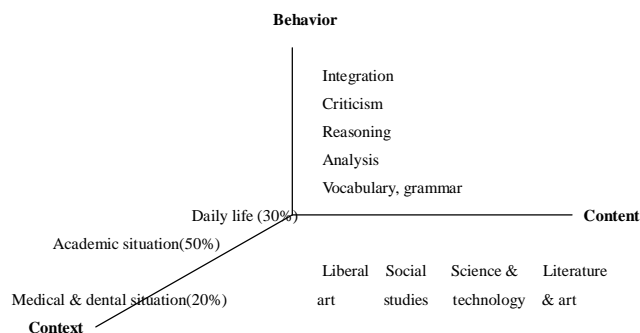 Behavior
Integration
Criticism
Reasoning
Analysis
Vocabulary, grammar
Daily life (30%)
Content
Academic situation(50%)
Liberal Social Science & Literature
Medical & dental situation(20%) art studies technology & art
Context